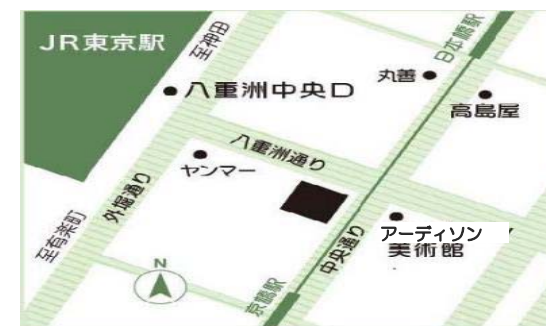 JR東京駅
至神田
日本橋駅
丸善
八重洲中央口
高島屋
八重洲通り
ヤンマー
外堀通り
至有楽町
アーディソン
美術館
中央通り
N
京橋駅